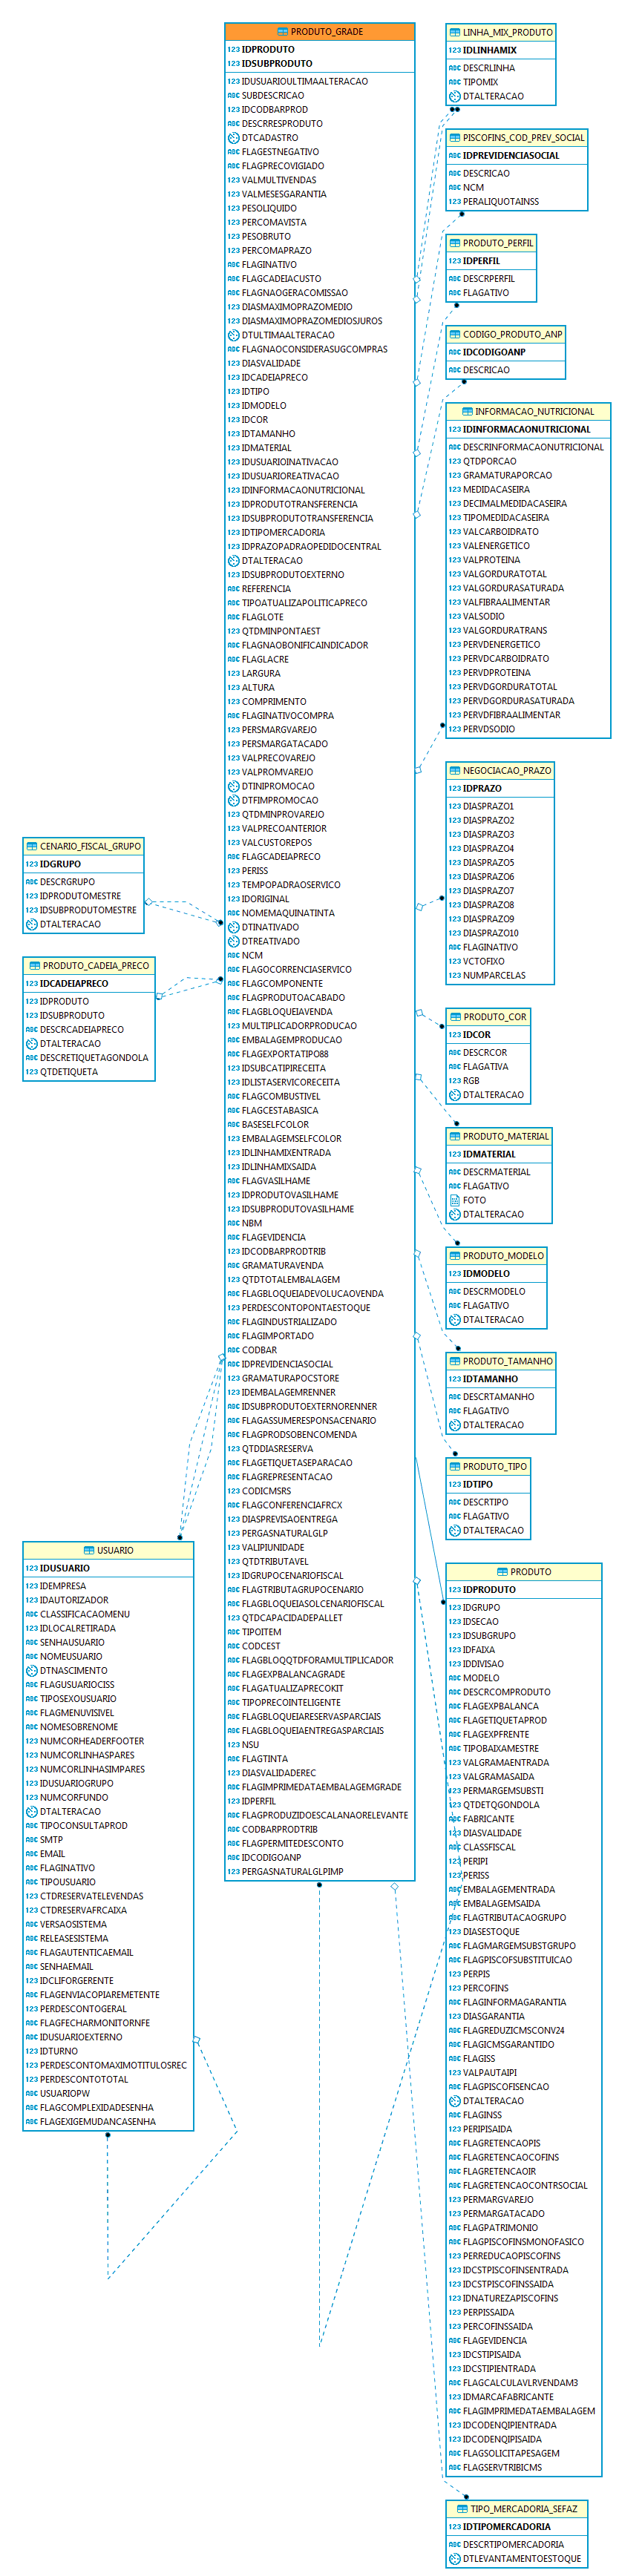 PRODUTO_GRADE
123 IDPRODUTO
123 IDSUBPRODUTO
123 IDUSUARIOULTIMAALTERACAO
ABC SUBDESCRICAO
123 IDCODBARPROD
ABC DESCRRESPRODUTO
DTCADASTRO
ABC FLAGESTNEGATIVO
ABC FLAGPRECOVIGIADO
123 VALMULTIVENDAS
123 VALMESESGARANTIA
123 PESOLIQUIDO
123 PERCOMAVISTA
123 PESOBRUTO
123 PERCOMAPRAZO
ABC FLAGINATIVO
ABC FLAGCADEIACUSTO
ABC FLAGNAOGERACOMISSAO
123 DIASMAXIMOPRAZOMEDIO
123 DIASMAXIMOPRAZOMEDIOSJUROS
DTULTIMAALTERACAO
ABC FLAGNAOCONSIDERASUGCOMPRAS
123 DIASVALIDADE
123 IDCADEIAPRECO
123 IDTIPO
123 IDMODELO
123 IDCOR
123 IDTAMANHO
123 IDMATERIAL
123 IDUSUARIOINATIVACAO
123 IDUSUARIOREATIVACAO
123 IDINFORMACAONUTRICIONAL
123 IDPRODUTOTRANSFERENCIA
123 IDSUBPRODUTOTRANSFERENCIA
123 IDTIPOMERCADORIA
123 IDPRAZOPADRAOPEDIDOCENTRAL
DTALTERACAO
123 IDSUBPRODUTOEXTERNO
ABC REFERENCIA
ABC TIPOATUALIZAPOLITICAPRECO
ABC FLAGLOTE
123 QTDMINPONTAEST
ABC FLAGNAOBONIFICAINDICADOR
ABC FLAGLACRE
123 LARGURA
123 ALTURA
123 COMPRIMENTO
ABC FLAGINATIVOCOMPRA
123 PERSMARGVAREJO
123 PERSMARGATACADO
123 VALPRECOVAREJO
123 VALPROMVAREJO
DTINIPROMOCAO
DTFIMPROMOCAO
123 QTDMINPROVAREJO
123 VALPRECOANTERIOR
123 VALCUSTOREPOS
ABC FLAGCADEIAPRECO
123 PERISS
123 TEMPOPADRAOSERVICO
123 IDORIGINAL
ABC NOMEMAQUINATINTA
DTINATIVADO
DTREATIVADO
ABC NCM
ABC FLAGOCORRENCIASERVICO
ABC FLAGCOMPONENTE
ABC FLAGPRODUTOACABADO
ABC FLAGBLOQUEIAVENDA
123 MULTIPLICADORPRODUCAO
ABC EMBALAGEMPRODUCAO
ABC FLAGEXPORTATIPO88
123 IDSUBCATIPIRECEITA
123 IDLISTASERVICORECEITA
ABC FLAGCOMBUSTIVEL
ABC FLAGCESTABASICA
ABC BASESELFCOLOR
123 EMBALAGEMSELFCOLOR
123 IDLINHAMIXENTRADA
123 IDLINHAMIXSAIDA
ABC FLAGVASILHAME
123 IDPRODUTOVASILHAME
123 IDSUBPRODUTOVASILHAME
ABC NBM
ABC FLAGEVIDENCIA
123 IDCODBARPRODTRIB
ABC GRAMATURAVENDA
123 QTDTOTALEMBALAGEM
ABC FLAGBLOQUEIADEVOLUCAOVENDA
123 PERDESCONTOPONTAESTOQUE
ABC FLAGINDUSTRIALIZADO
ABC FLAGIMPORTADO
ABC CODBAR
ABC IDPREVIDENCIASOCIAL
123 GRAMATURAPOCSTORE
123 IDEMBALAGEMRENNER
ABC IDSUBPRODUTOEXTERNORENNER
ABC FLAGASSUMERESPONSACENARIO
ABC FLAGPRODSOBENCOMENDA
123 QTDDIASRESERVA
ABC FLAGETIQUETASEPARACAO
ABC FLAGREPRESENTACAO
ABC CODICMSRS
ABC FLAGCONFERENCIAFRCX
123 DIASPREVISAOENTREGA
123 PERGASNATURALGLP
123 VALIPIUNIDADE
123 QTDTRIBUTAVEL
123 IDGRUPOCENARIOFISCAL
ABC FLAGTRIBUTAGRUPOCENARIO
ABC FLAGBLOQUEIASOLCENARIOFISCAL
123 QTDCAPACIDADEPALLET
ABC TIPOITEM
ABC CODCEST
ABC FLAGBLOQQTDFORAMULTIPLICADOR
ABC FLAGEXPBALANCAGRADE
ABC FLAGATUALIZAPRECOKIT
ABC TIPOPRECOINTELIGENTE
ABC FLAGBLOQUEIARESERVASPARCIAIS
ABC FLAGBLOQUEIAENTREGASPARCIAIS
123 NSU
ABC FLAGTINTA
123 DIASVALIDADEREC
ABC FLAGIMPRIMEDATAEMBALAGEMGRADE
123 IDPERFIL
ABC FLAGPRODUZIDOESCALANAORELEVANTE
ABC CODBARPRODTRIB
ABC FLAGPERMITEDESCONTO
ABC IDCODIGOANP
123 PERGASNATURALGLPIMP
CENARIO_FISCAL_GRUPO
123 IDGRUPO
ABC DESCRGRUPO
123 IDPRODUTOMESTRE
123 IDSUBPRODUTOMESTRE
DTALTERACAO
PRODUTO_CADEIA_PRECO
123 IDCADEIAPRECO
123 IDPRODUTO
123 IDSUBPRODUTO
ABC DESCRCADEIAPRECO
DTALTERACAO
ABC DESCRETIQUETAGONDOLA
123 QTDETIQUETA
USUARIO
123 IDUSUARIO
123 IDEMPRESA
123 IDAUTORIZADOR
ABC CLASSIFICACAOMENU
123 IDLOCALRETIRADA
ABC SENHAUSUARIO
ABC NOMEUSUARIO
DTNASCIMENTO
ABC FLAGUSUARIOCISS
ABC TIPOSEXOUSUARIO
ABC FLAGMENUVISIVEL
ABC NOMESOBRENOME
123 NUMCORHEADERFOOTER
123 NUMCORLINHASPARES
123 NUMCORLINHASIMPARES
123 IDUSUARIOGRUPO
123 NUMCORFUNDO
DTALTERACAO
ABC TIPOCONSULTAPROD
ABC SMTP
ABC EMAIL
ABC FLAGINATIVO
ABC TIPOUSUARIO
123 CTDRESERVATELEVENDAS
123 CTDRESERVAFRCAIXA
ABC VERSAOSISTEMA
ABC RELEASESISTEMA
ABC FLAGAUTENTICAEMAIL
ABC SENHAEMAIL
123 IDCLIFORGERENTE
ABC FLAGENVIACOPIAREMETENTE
123 PERDESCONTOGERAL
ABC FLAGFECHARMONITORNFE
123 IDUSUARIOEXTERNO
123 IDTURNO
123 PERDESCONTOMAXIMOTITULOSREC
123 PERDESCONTOTOTAL
ABC USUARIOPW
ABC FLAGCOMPLEXIDADESENHA
ABC FLAGEXIGEMUDANCASENHA
LINHA_MIX_PRODUTO
123 IDLINHAMIX
ABC DESCRLINHA
ABC TIPOMIX
DTALTERACAO
PISCOFINS_COD_PREV_SOCIAL
ABC IDPREVIDENCIASOCIAL
ABC DESCRICAO
ABC NCM
123 PERALIQUOTAINSS
PRODUTO_PERFIL
123 IDPERFIL
ABC DESCRPERFIL
ABC FLAGATIVO
CODIGO_PRODUTO_ANP
ABC IDCODIGOANP
ABC DESCRICAO
INFORMACAO_NUTRICIONAL
123 IDINFORMACAONUTRICIONAL
ABC DESCRINFORMACAONUTRICIONAL
123 QTDPORCAO
123 GRAMATURAPORCAO
123 MEDIDACASEIRA
123 DECIMALMEDIDACASEIRA
123 TIPOMEDIDACASEIRA
123 VALCARBOIDRATO
123 VALENERGETICO
123 VALPROTEINA
123 VALGORDURATOTAL
123 VALGORDURASATURADA
123 VALFIBRAALIMENTAR
123 VALSODIO
123 VALGORDURATRANS
123 PERVDENERGETICO
123 PERVDCARBOIDRATO
123 PERVDPROTEINA
123 PERVDGORDURATOTAL
123 PERVDGORDURASATURADA
123 PERVDFIBRAALIMENTAR
123 PERVDSODIO
NEGOCIACAO_PRAZO
123 IDPRAZO
123 DIASPRAZO1
123 DIASPRAZO2
123 DIASPRAZO3
123 DIASPRAZO4
123 DIASPRAZO5
123 DIASPRAZO6
123 DIASPRAZO7
123 DIASPRAZO8
123 DIASPRAZO9
123 DIASPRAZO10
ABC FLAGINATIVO
123 VCTOFIXO
123 NUMPARCELAS
PRODUTO_COR
123 IDCOR
ABC DESCRCOR
ABC FLAGATIVA
123 RGB
DTALTERACAO
PRODUTO_MATERIAL
123 IDMATERIAL
ABC DESCRMATERIAL
ABC FLAGATIVO
FOTO
DTALTERACAO
PRODUTO_MODELO
123 IDMODELO
ABC DESCRMODELO
ABC FLAGATIVO
DTALTERACAO
PRODUTO_TAMANHO
123 IDTAMANHO
ABC DESCRTAMANHO
ABC FLAGATIVO
DTALTERACAO
PRODUTO_TIPO
123 IDTIPO
ABC DESCRTIPO
ABC FLAGATIVO
DTALTERACAO
PRODUTO
123 IDPRODUTO
123 IDGRUPO
123 IDSECAO
123 IDSUBGRUPO
123 IDFAIXA
123 IDDIVISAO
ABC MODELO
ABC DESCRCOMPRODUTO
ABC FLAGEXPBALANCA
ABC FLAGETIQUETAPROD
ABC FLAGEXPFRENTE
ABC TIPOBAIXAMESTRE
123 VALGRAMAENTRADA
123 VALGRAMASAIDA
123 PERMARGEMSUBSTI
123 QTDETQGONDOLA
ABC FABRICANTE
123 DIASVALIDADE
ABC CLASSFISCAL
123 PERIPI
123 PERISS
ABC EMBALAGEMENTRADA
ABC EMBALAGEMSAIDA
ABC FLAGTRIBUTACAOGRUPO
123 DIASESTOQUE
ABC FLAGMARGEMSUBSTGRUPO
ABC FLAGPISCOFSUBSTITUICAO
123 PERPIS
123 PERCOFINS
ABC FLAGINFORMAGARANTIA
123 DIASGARANTIA
ABC FLAGREDUZICMSCONV24
ABC FLAGICMSGARANTIDO
ABC FLAGISS
123 VALPAUTAIPI
ABC FLAGPISCOFISENCAO
DTALTERACAO
ABC FLAGINSS
123 PERIPISAIDA
ABC FLAGRETENCAOPIS
ABC FLAGRETENCAOCOFINS
ABC FLAGRETENCAOIR
ABC FLAGRETENCAOCONTRSOCIAL
123 PERMARGVAREJO
123 PERMARGATACADO
ABC FLAGPATRIMONIO
ABC FLAGPISCOFINSMONOFASICO
123 PERREDUCAOPISCOFINS
123 IDCSTPISCOFINSENTRADA
123 IDCSTPISCOFINSSAIDA
123 IDNATUREZAPISCOFINS
123 PERPISSAIDA
123 PERCOFINSSAIDA
ABC FLAGEVIDENCIA
123 IDCSTIPISAIDA
123 IDCSTIPIENTRADA
ABC FLAGCALCULAVLRVENDAM3
123 IDMARCAFABRICANTE
ABC FLAGIMPRIMEDATAEMBALAGEM
123 IDCODENQIPIENTRADA
123 IDCODENQIPISAIDA
ABC FLAGSOLICITAPESAGEM
ABC FLAGSERVTRIBICMS
TIPO_MERCADORIA_SEFAZ
123 IDTIPOMERCADORIA
ABC DESCRTIPOMERCADORIA
DTLEVANTAMENTOESTOQUE